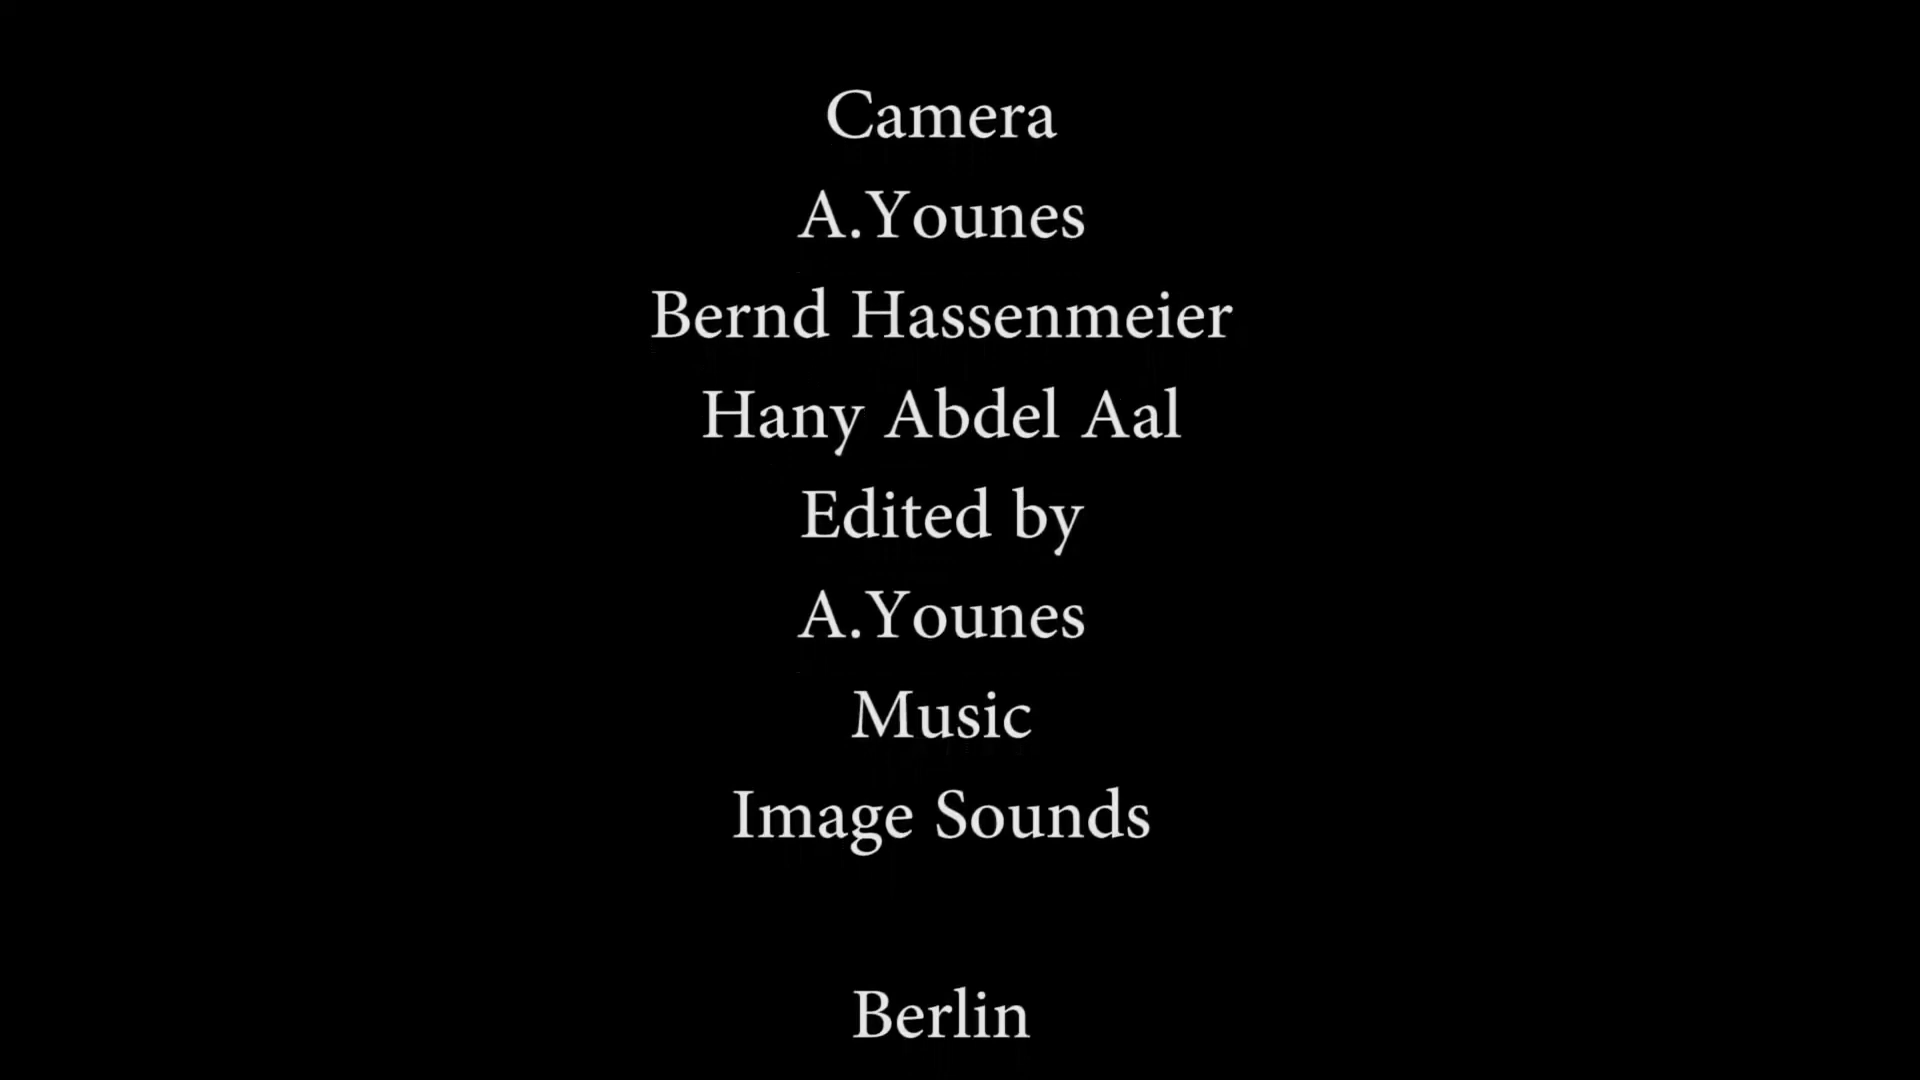 Camera
A.Younes
Bernd Hassenmeier
Hany Abdel Aal
Edited by
A.Younes
Music
Image Sounds
Berlin